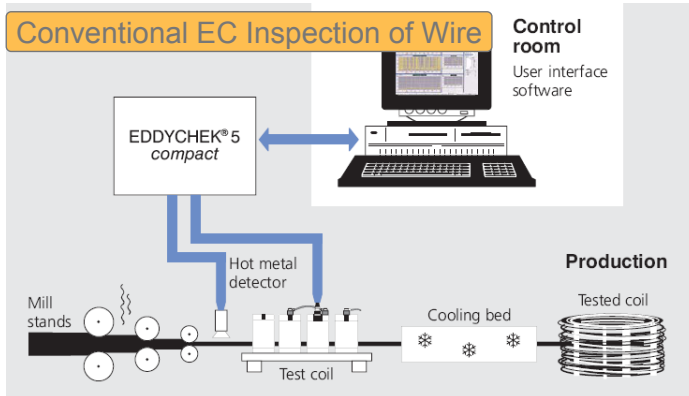 Conventional EC Inspection of Wire
Control
room
User interface
software
EDDYCHEK® 5
compact
Hot metal
detector
Mill
stands
Test coil
Cooling bed
Production
Tested coil